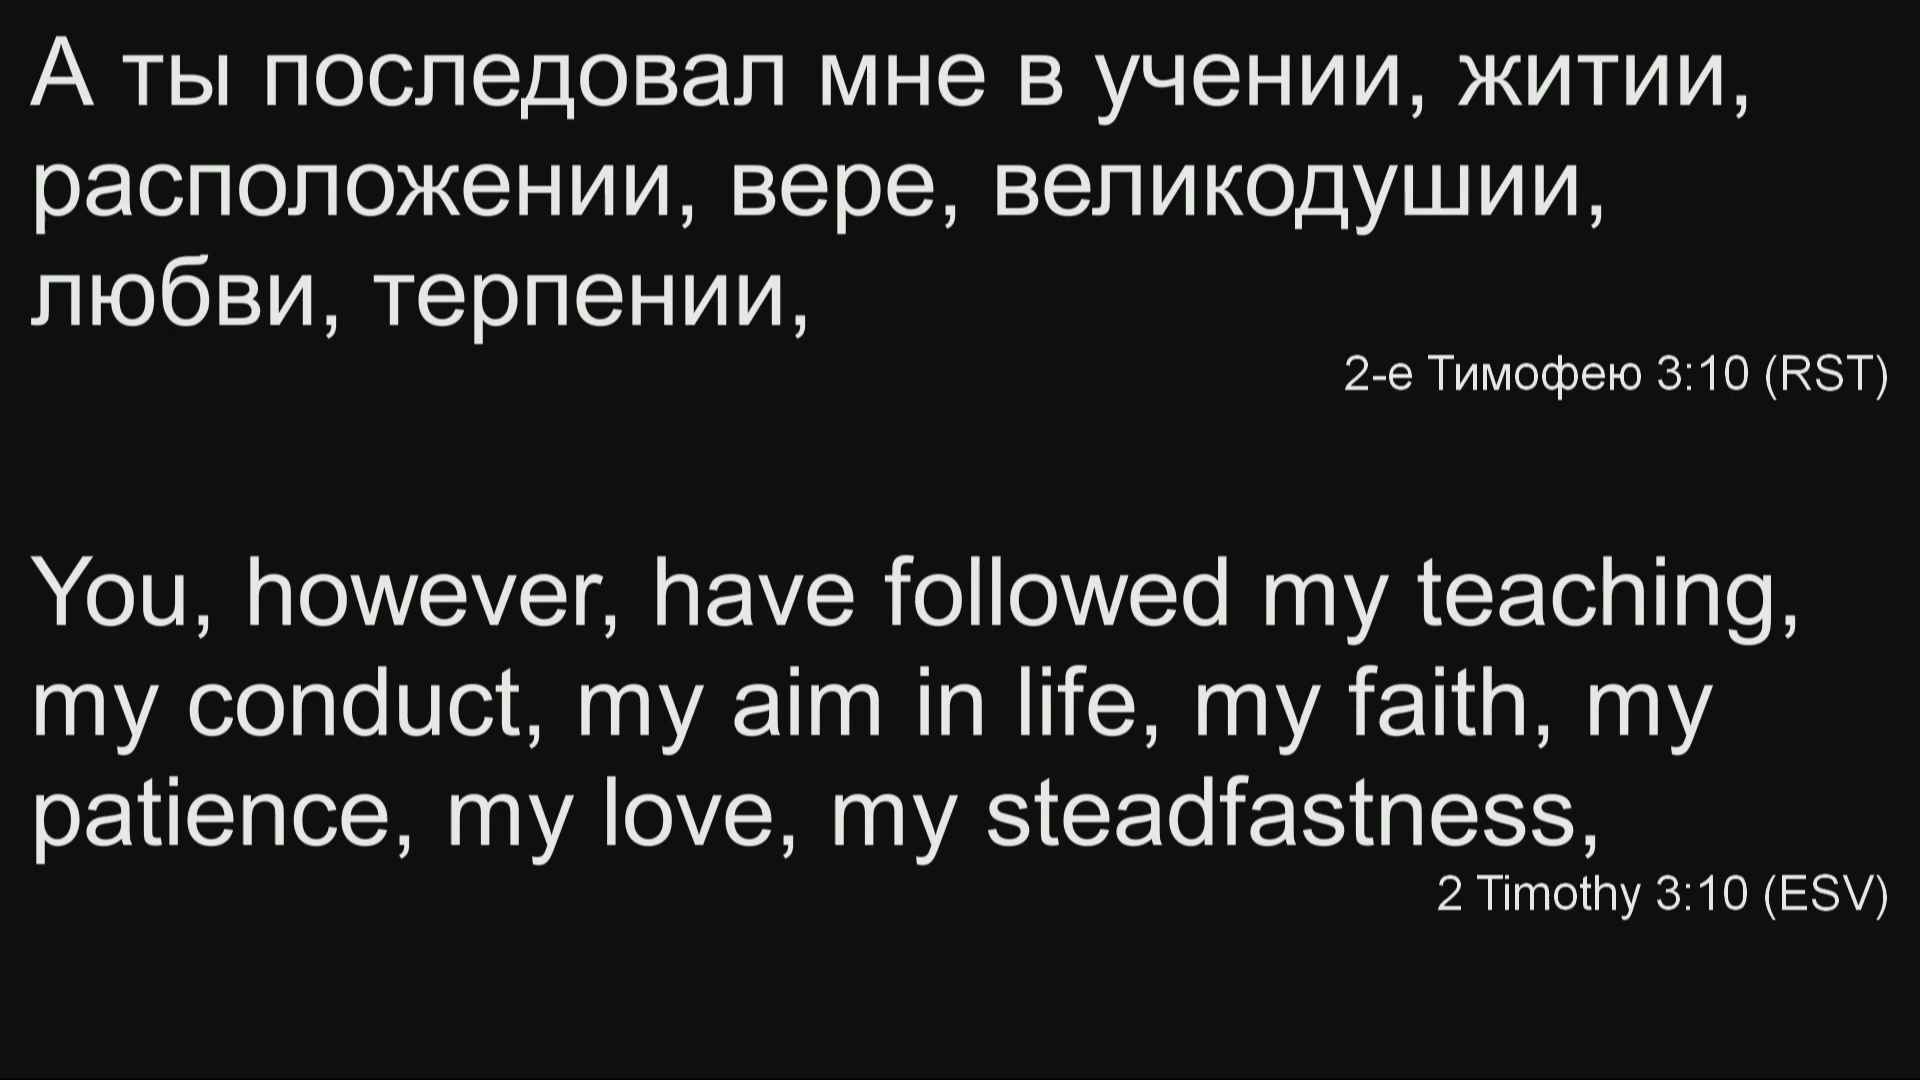 А ты последовал мне в учении, житии,
расположении, вере, великодушии,
любви, терпении,
2-е Тимофею 3:10 (RST)
You, however, have followed my teaching,
my conduct, my aim in life, my faith, my
patience, my love, my steadfastness,
2 Timothy 3:10 (ESV)